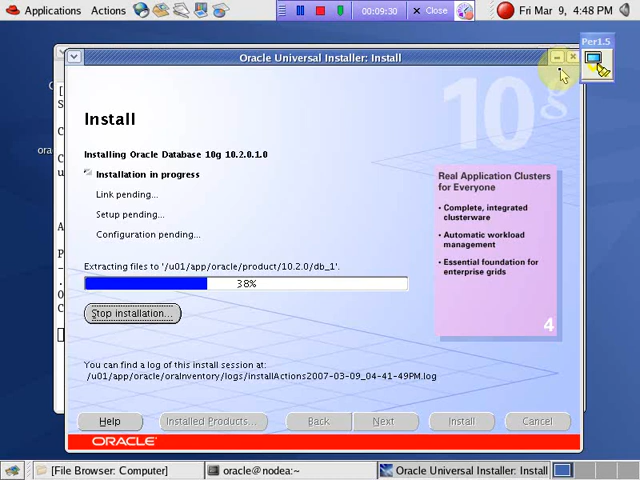 Applications Actions
00:09:30
Close
Fri Mar 9, 4:48 PM
Per1.5
Oracle Universal Installer: Install
ora
Install
10g
Installing Oracle Database 10g 10.2.0.1.0
Installation in progress
Link pending...
Setup pending...
Configuration pending...
Extracting files to '/u01/app/oracle/product/10.2.0/db_1'.
38%
Stop installation...
Real Application Clusters
for Everyone
• Complete, integrated
clusterware
• Automatic workload
management
• Essential foundation for
enterprise grids
4
You can find a log of this install session at:
/u01/app/oracle/oraInventory/logs/installActions2007-03-09_04-41-49PM.log
Help Installed Products... Back Next Install Cancel
ORACLE
[File Browser: Computer] oracle@nodea:~ Oracle Universal Installer: Install